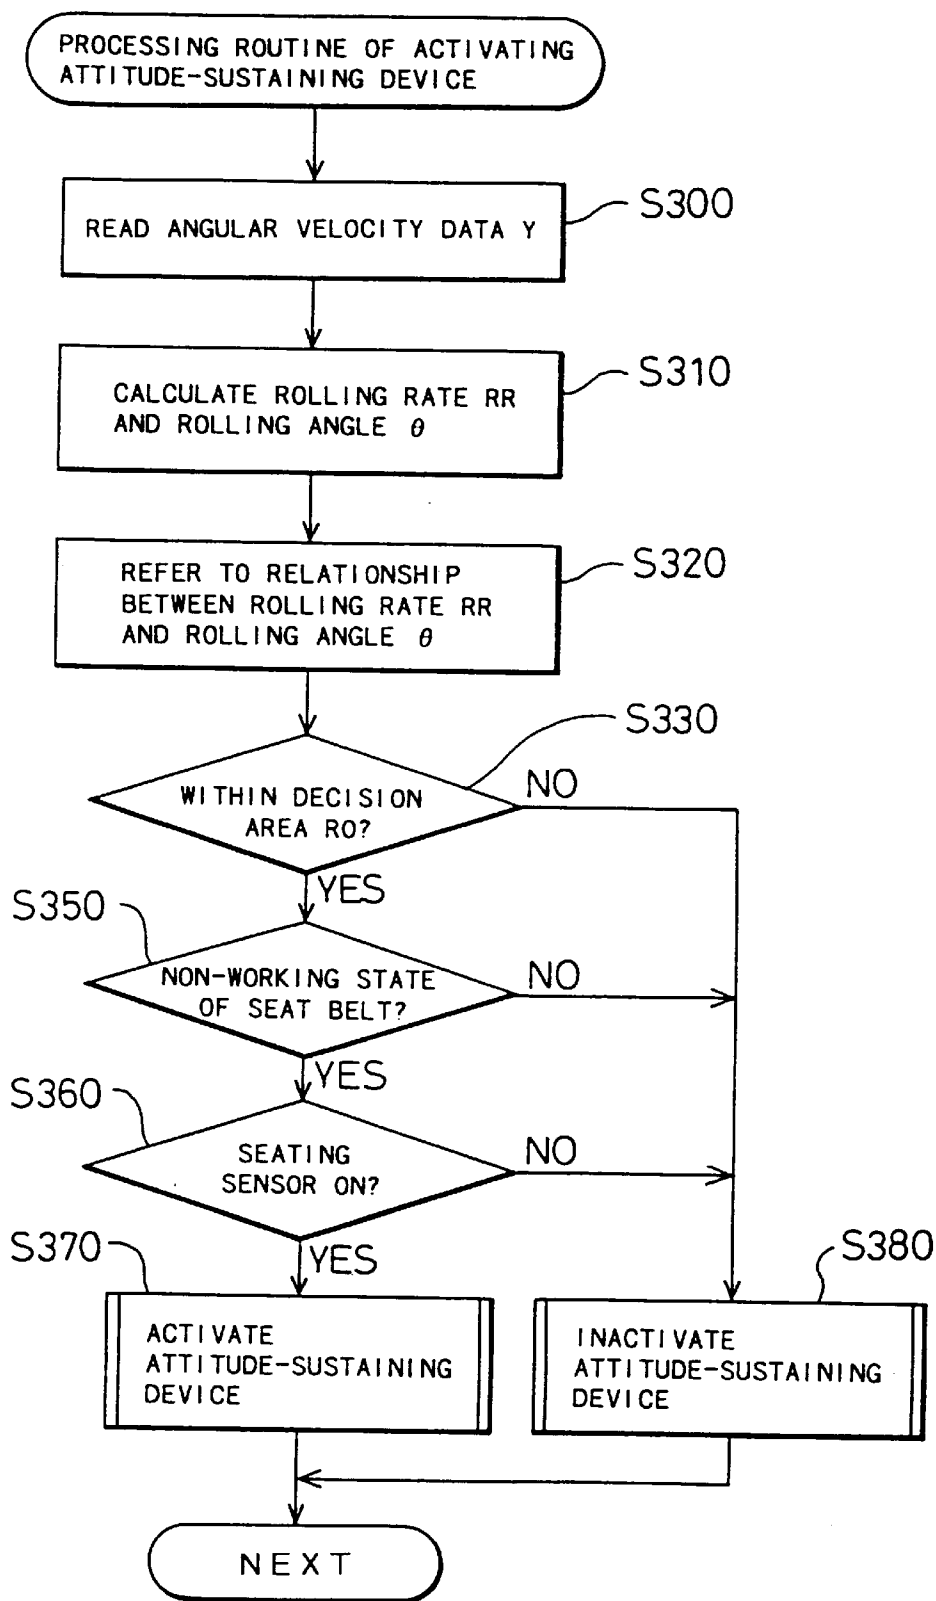 PROCESSING ROUTINE OF ACTIVATING
ATTITUDE-SUSTAINING DEVICE
READ ANGULAR VELOCITY DATA Y
S300
CALCULATE ROLLING RATE RR
AND ROLLING ANGLE θ
S310
REFER TO RELATIONSHIP
BETWEEN ROLLING RATE RR
AND ROLLING ANGLE θ
S320
S330
WITHIN DECISION
AREA RO?
NO
YES
S350
NON-WORKING STATE
OF SEAT BELT?
NO
YES
S360
SEATING
SENSOR ON?
NO
YES
S370
ACTIVATE
ATTITUDE-SUSTAINING
DEVICE
S380
INACTIVATE
ATTITUDE-SUSTAINING
DEVICE
NEXT